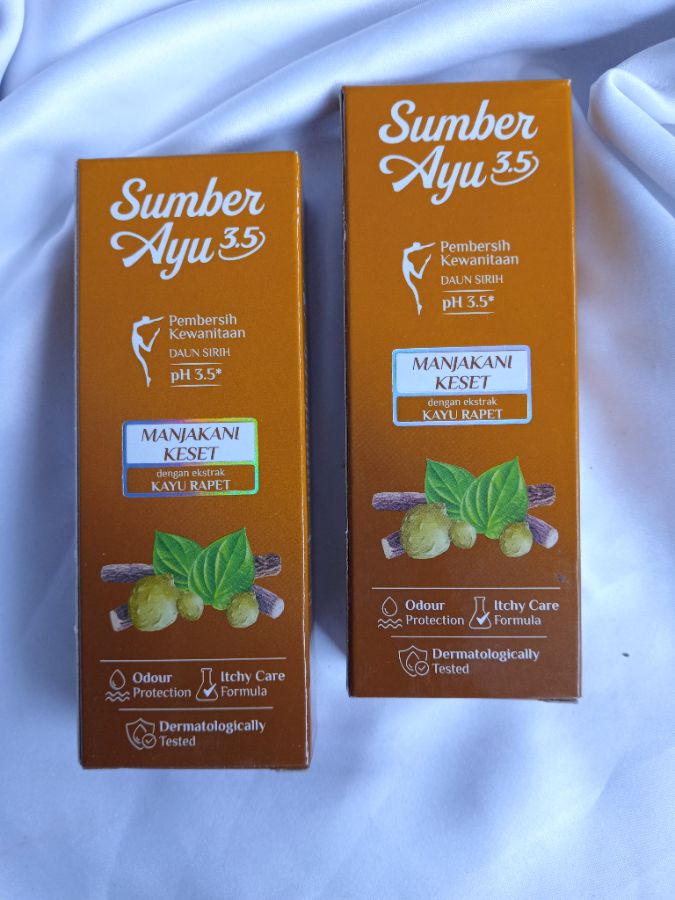 Sumber
Ayu 3.5
Pembersih
Kewanitaan
DAUN SIRIH
pH 3.5*
MANJAKANI
KESET
dengan ekstrak
KAYU RAPET
Odour
Protection
Itchy Care
Formula
Dermatologically
Tested
Sumber
Ayu 3.5
Pembersih
Kewanitaan
DAUN SIRIH
pH 3.5*
MANJAKANI
KESET
dengan ekstrak
KAYU RAPET
Odour
Protection
Itchy Care
Formula
Dermatologically
Tested